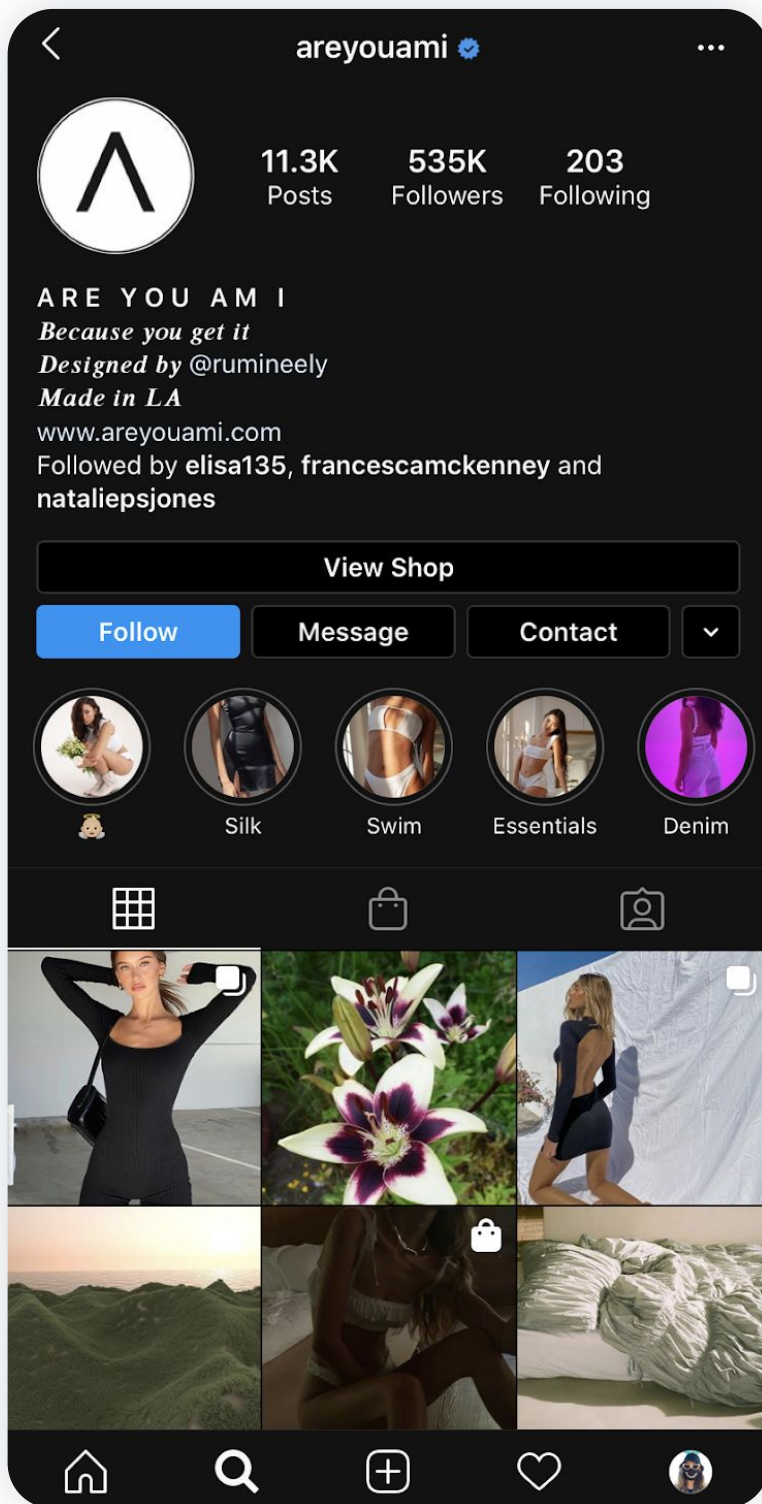 areyouami
11.3K 535K 203
Posts Followers Following
ARE YOU AM I
Because you get it
Designed by @rumineely
Made in LA
www.areyouami.com
Followed by elisa135, francescamckenney and
nataliepsjones
View Shop
Follow Message Contact
Silk Swim Essentials Denim